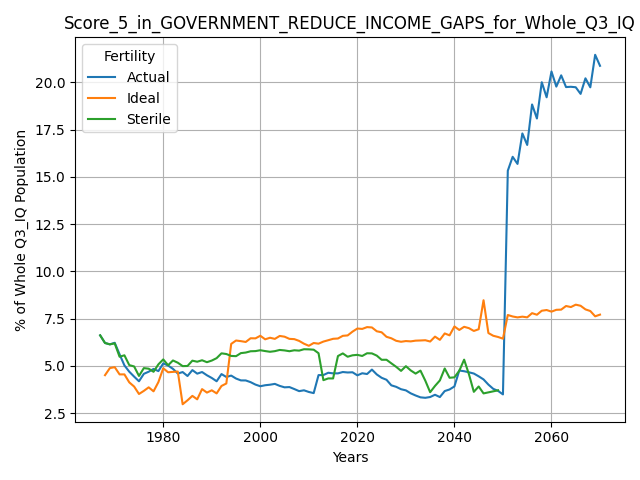 Score_5_in_GOVERNMENT_REDUCE_INCOME_GAPS_for_Whole_Q3_IQ
Fertility
Actual
Ideal
Sterile
% of Whole Q3_IQ Population
20.0
17.5
15.0
12.5
10.0
7.5
5.0
2.5
1980 2000 2020 2040 2060
Years